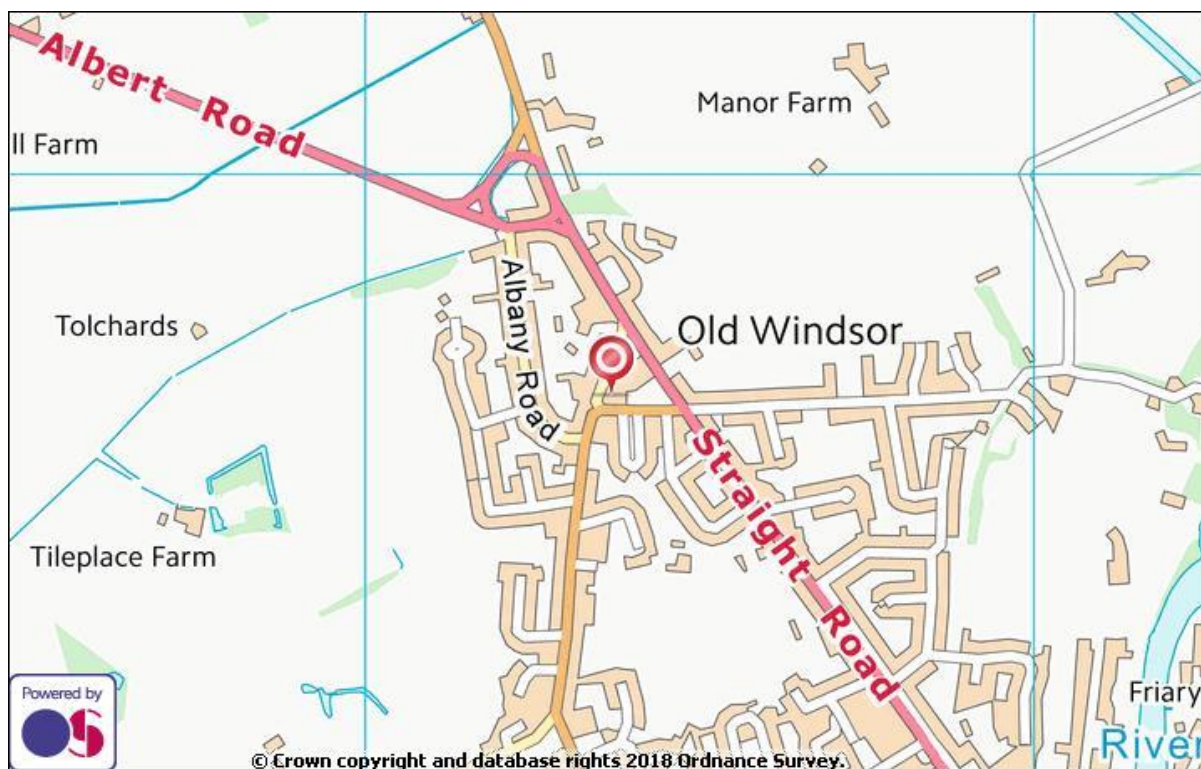 Albert Road
Manor Farm
ll Farm
Albany Road
Tolchards
Old Windsor
Straight Road
Tileplace Farm
Friary
River
Powered by
OS
© Crown copyright and database rights 2018 Ordnance Survey.